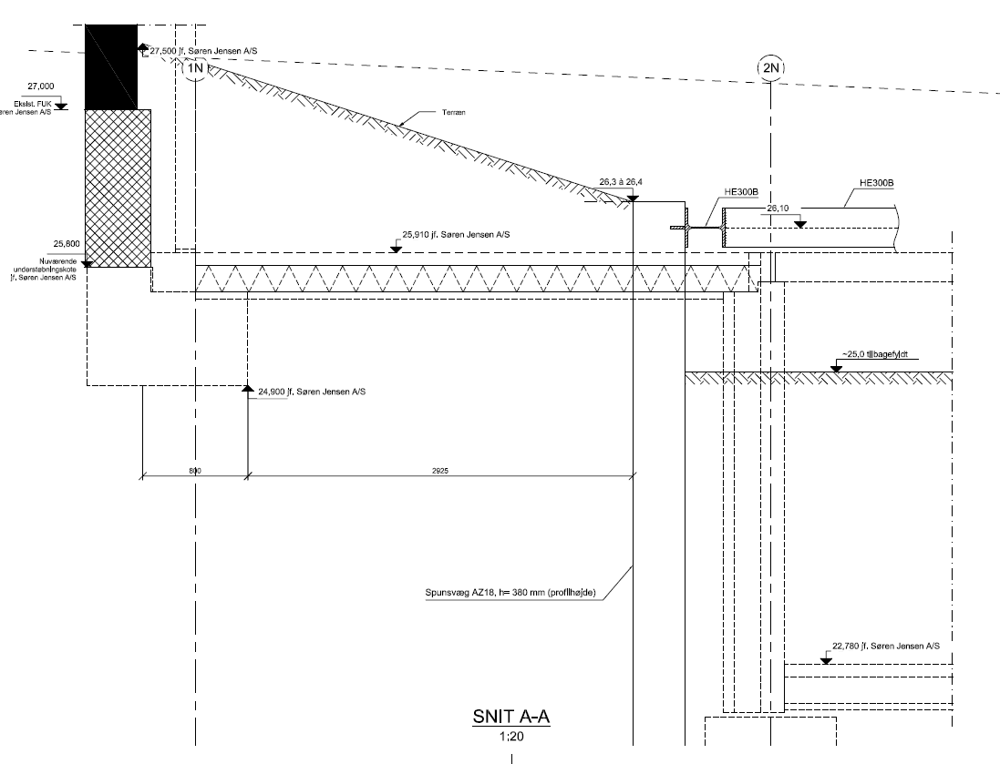 27,500 jf. Søren Jensen A/S
1N
2N
27,000
Eksist. FUK
øren Jensen A/S
Terræn
26,3 à 26,4
HE300B
HE300B
26,10
25,910 jf. Søren Jensen A/S
25,800
Nuværende
understøbningskote
jf. Søren Jensen A/S
~25,0 tilbagefyldt
24,900 jf. Søren Jensen A/S
800
2925
Spunsvæg AZ18, h= 380 mm (profilhøjde)
22,780 jf. Søren Jensen A/S
SNIT A-A
1:20